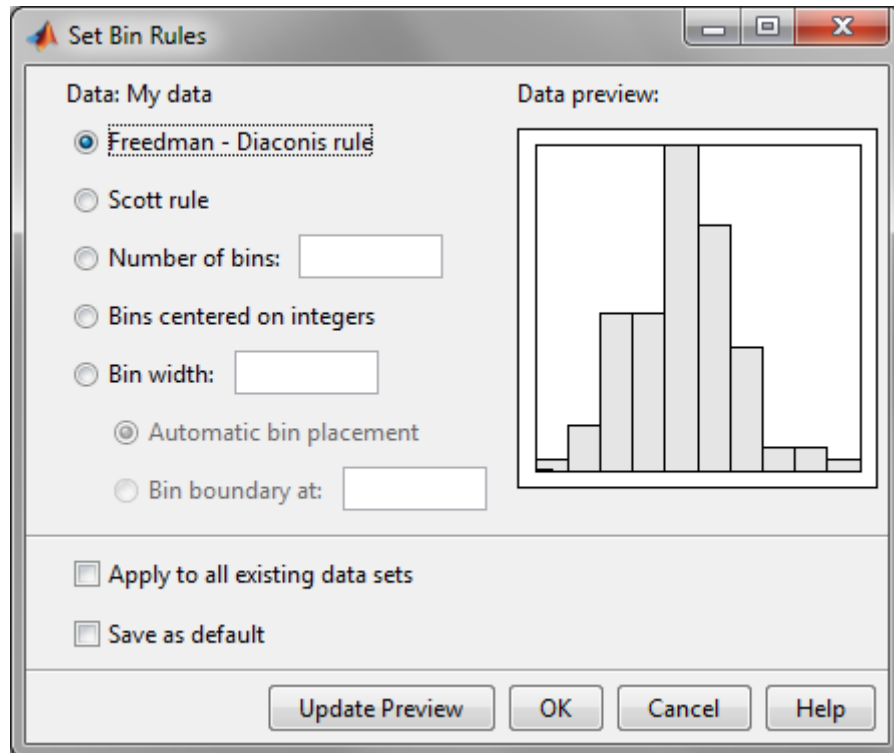 Set Bin Rules
Data: My data
Freedman - Diaconis rule
Scott rule
Number of bins:
Bins centered on integers
Bin width:
Automatic bin placement
Bin boundary at:
Data preview:
Apply to all existing data sets
Save as default
Update Preview
OK
Cancel
Help